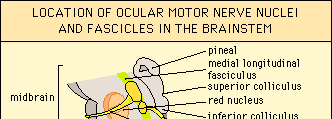 LOCATION OF OCULAR MOTOR NERVE NUCLEI
AND FASCICLES IN THE BRAINSTEM
pineal
medial longitudinal
fasciculus
superior colliculus
midbrain
red nucleus
inferior colliculus